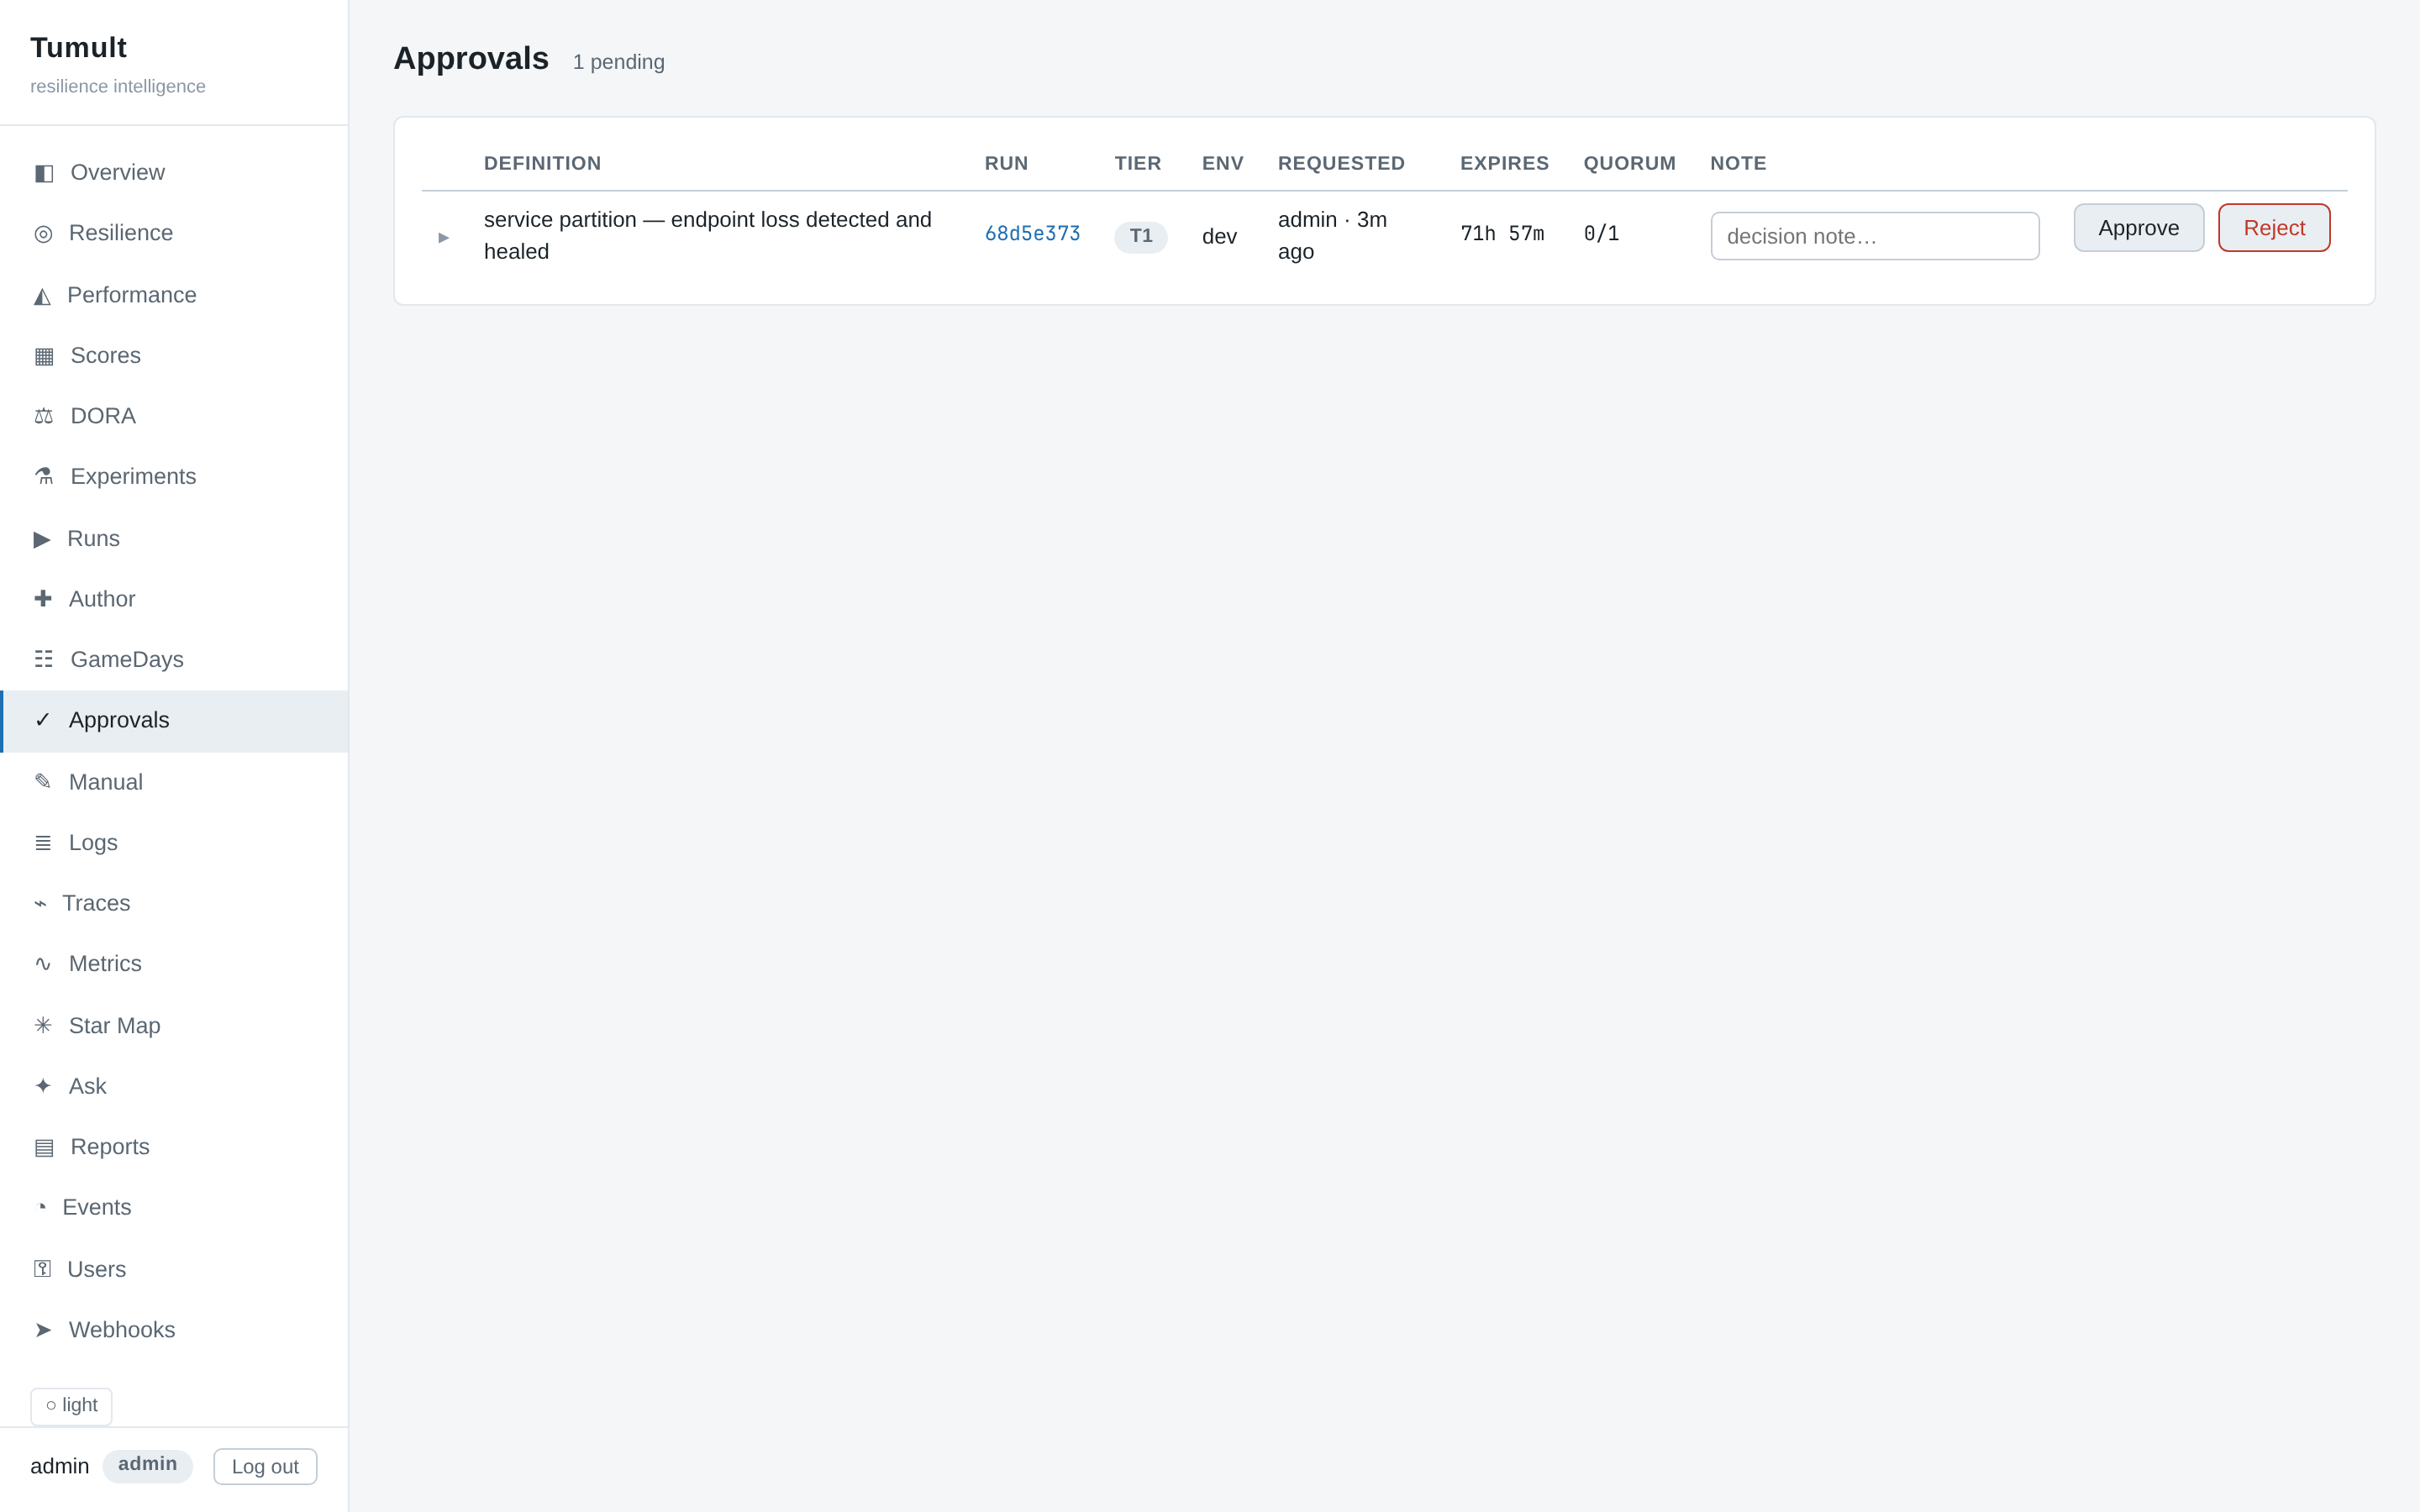 Tumult
resilience intelligence
Overview
Resilience
Performance
Scores
DORA
Experiments
Runs
Author
GameDays
Approvals
Manual
Logs
Traces
Metrics
Star Map
Ask
Reports
Events
Users
Webhooks
○ light
admin admin Log out
Approvals 1 pending
DEFINITION RUN TIER ENV REQUESTED EXPIRES QUORUM NOTE
service partition — endpoint loss detected and
healed
68d5e373 T1 dev
admin · 3m
ago
71h 57m 0/1 decision note… Approve Reject